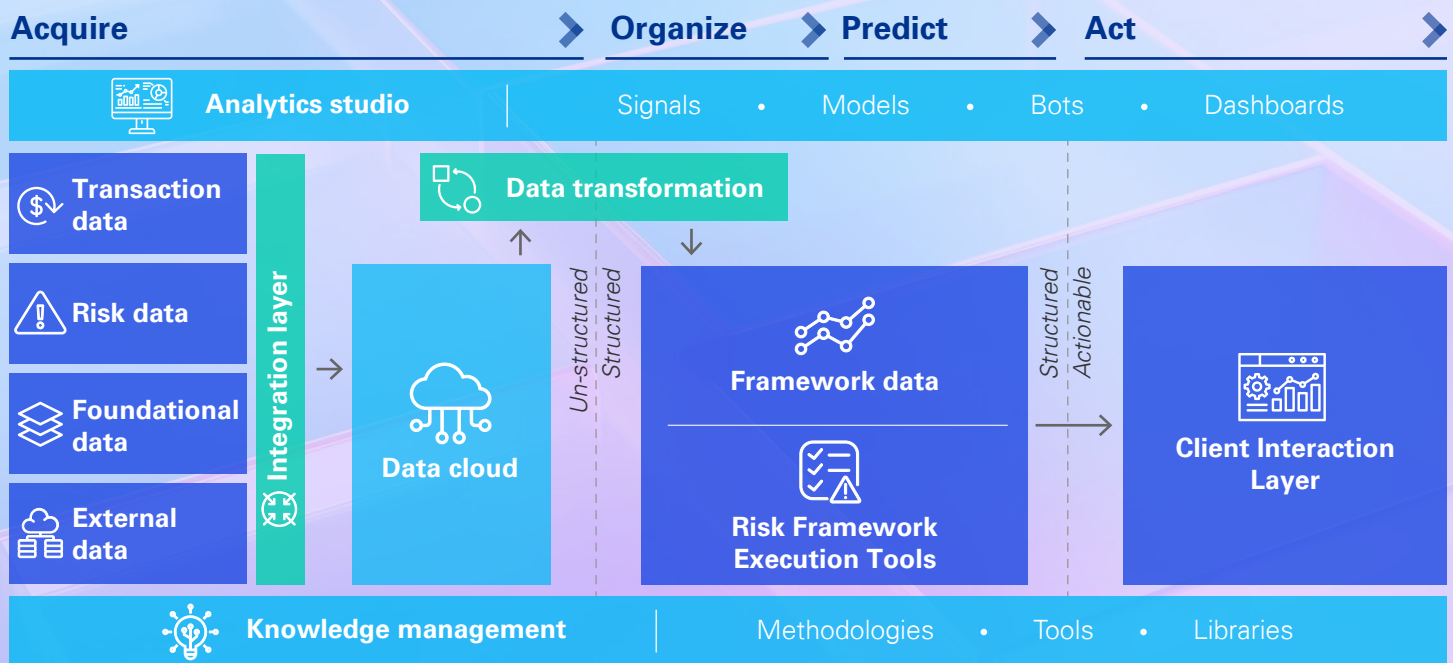 Acquire
Organize
Predict
Act
Analytics studio
Signals • Models • Bots • Dashboards
Transaction
data
Risk data
Foundational
data
External
data
Integration layer
Data cloud
Data transformation
Un-structured
Structured
Framework data
Risk Framework
Execution Tools
Structured
Actionable
Client Interaction
Layer
Knowledge management
Methodologies • Tools • Libraries